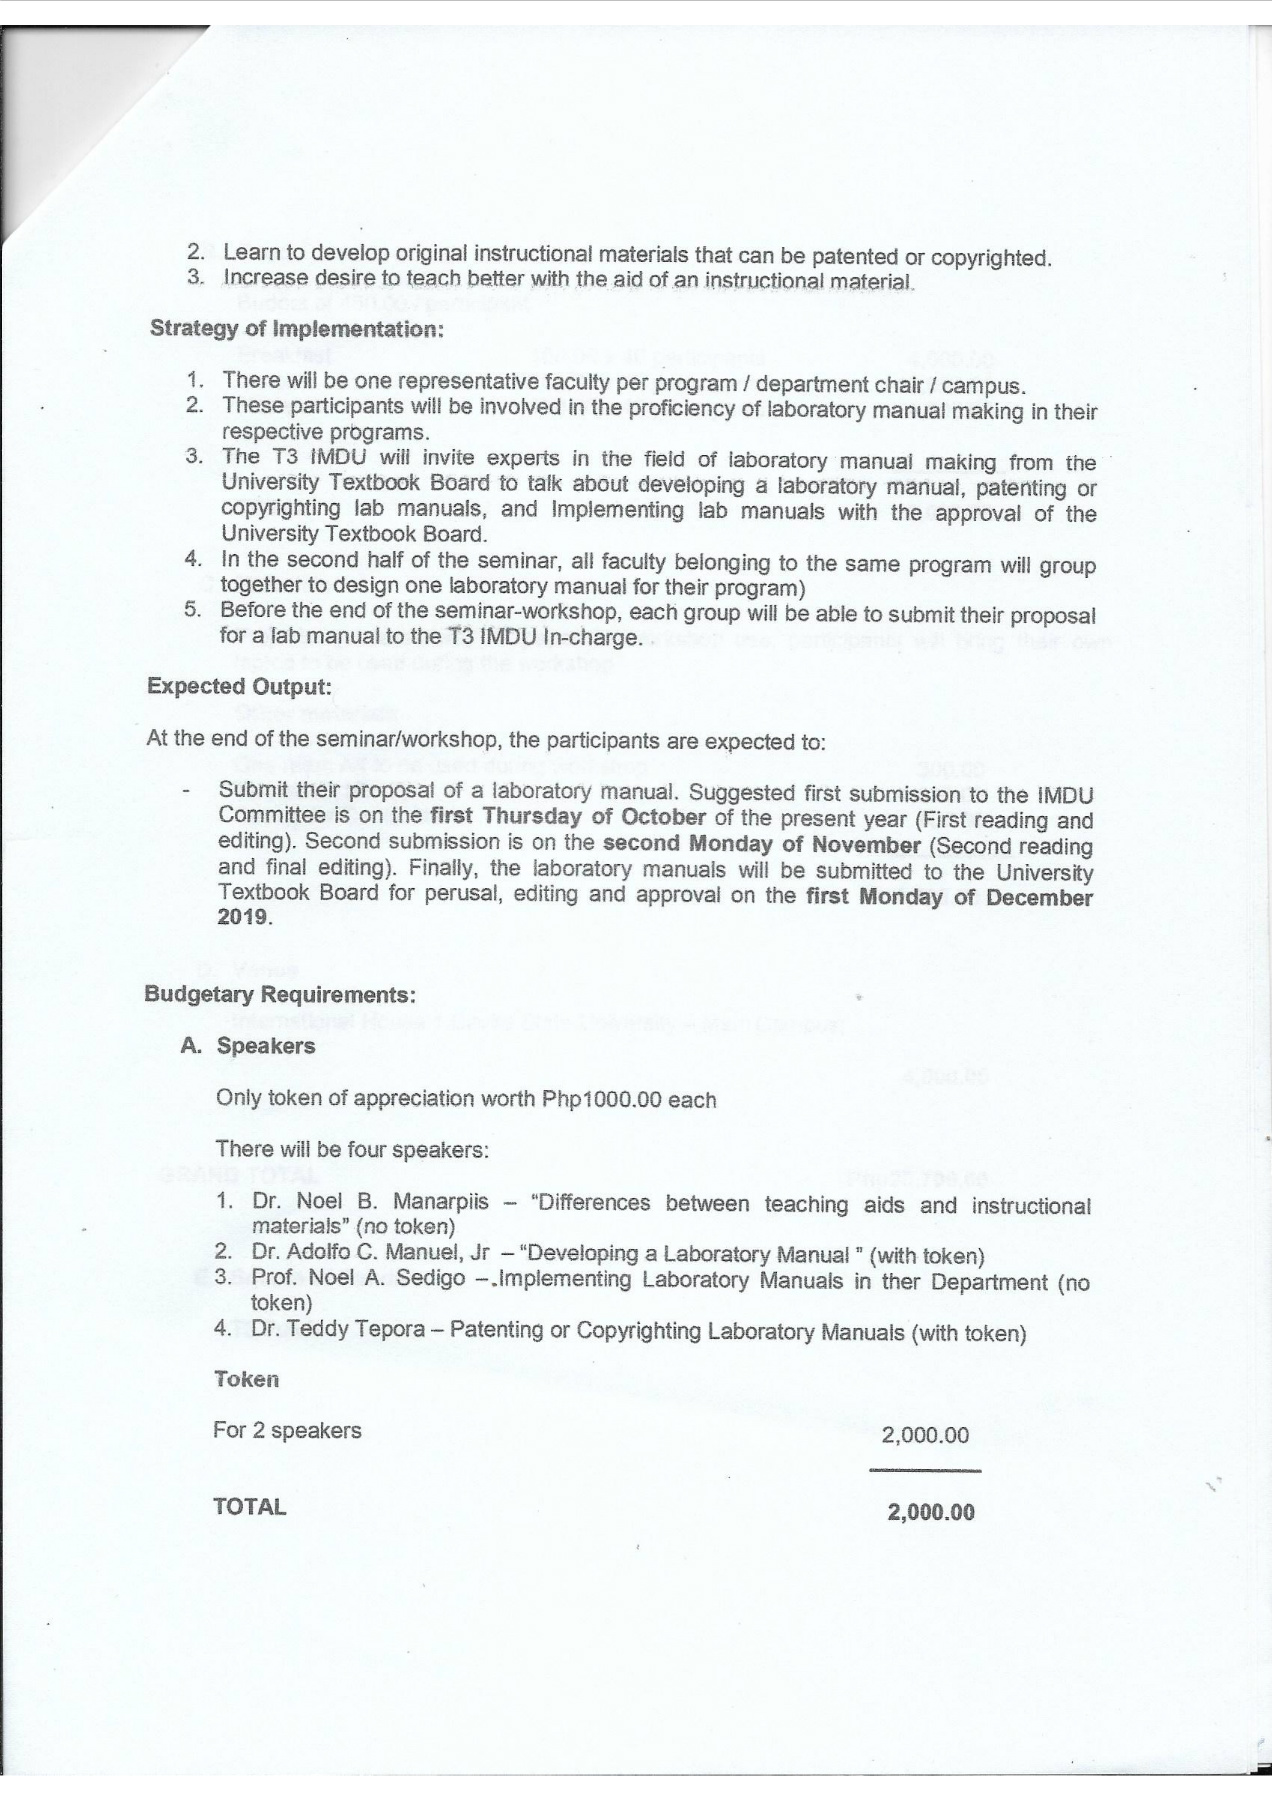 2. Learn to develop original instructional materials that can be patented or copyrighted.
3. Increase desire to teach better with the aid of an instructional material.
Strategy of Implementation:
1. There will be one representative faculty per program / department chair / campus.
2. These participants will be involved in the proficiency of laboratory manual making in their
respective programs.
3. The T3 IMDU will invite experts in the field of laboratory manual making from the
University Textbook Board to talk about developing a laboratory manual, patenting or
copyrighting lab manuals, and Implementing lab manuals with the approval of the
University Textbook Board.
4. In the second half of the seminar, all faculty belonging to the same program will group
together to design one laboratory manual for their program)
5. Before the end of the seminar-workshop, each group will be able to submit their proposal
for a lab manual to the T3 IMDU In-charge.
Expected Output:
At the end of the seminar/workshop, the participants are expected to:
- Submit their proposal of a laboratory manual. Suggested first submission to the IMDU
Committee is on the first Thursday of October of the present year (First reading and
editing). Second submission is on the second Monday of November (Second reading
and final editing). Finally, the laboratory manuals will be submitted to the University
Textbook Board for perusal, editing and approval on the first Monday of December
2019.
Budgetary Requirements:
A. Speakers
Only token of appreciation worth Php1000.00 each
There will be four speakers:
1. Dr. Noel B. Manarpiis – “Differences between teaching aids and instructional
materials” (no token)
2. Dr. Adolfo C. Manuel, Jr – “Developing a Laboratory Manual ” (with token)
3. Prof. Noel A. Sedigo –.Implementing Laboratory Manuals in ther Department (no
token)
4. Dr. Teddy Tepora – Patenting or Copyrighting Laboratory Manuals (with token)
Token
For 2 speakers 2,000.00
TOTAL 2,000.00